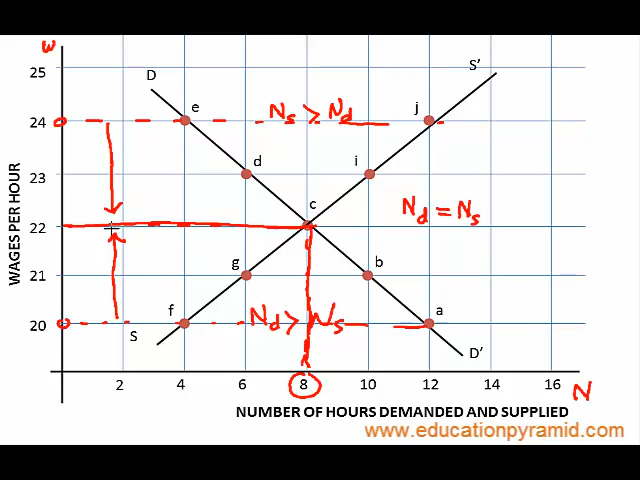 w
25
D
S'
e
Ns > Nd
j
24
d
i
23
c
Nd = Ns
22
g
b
21
f
Nd > Ns
a
20
S
D'
WAGES PER HOUR
2 4 6 8 10 12 14 16
N
NUMBER OF HOURS DEMANDED AND SUPPLIED
www.educationpyramid.com